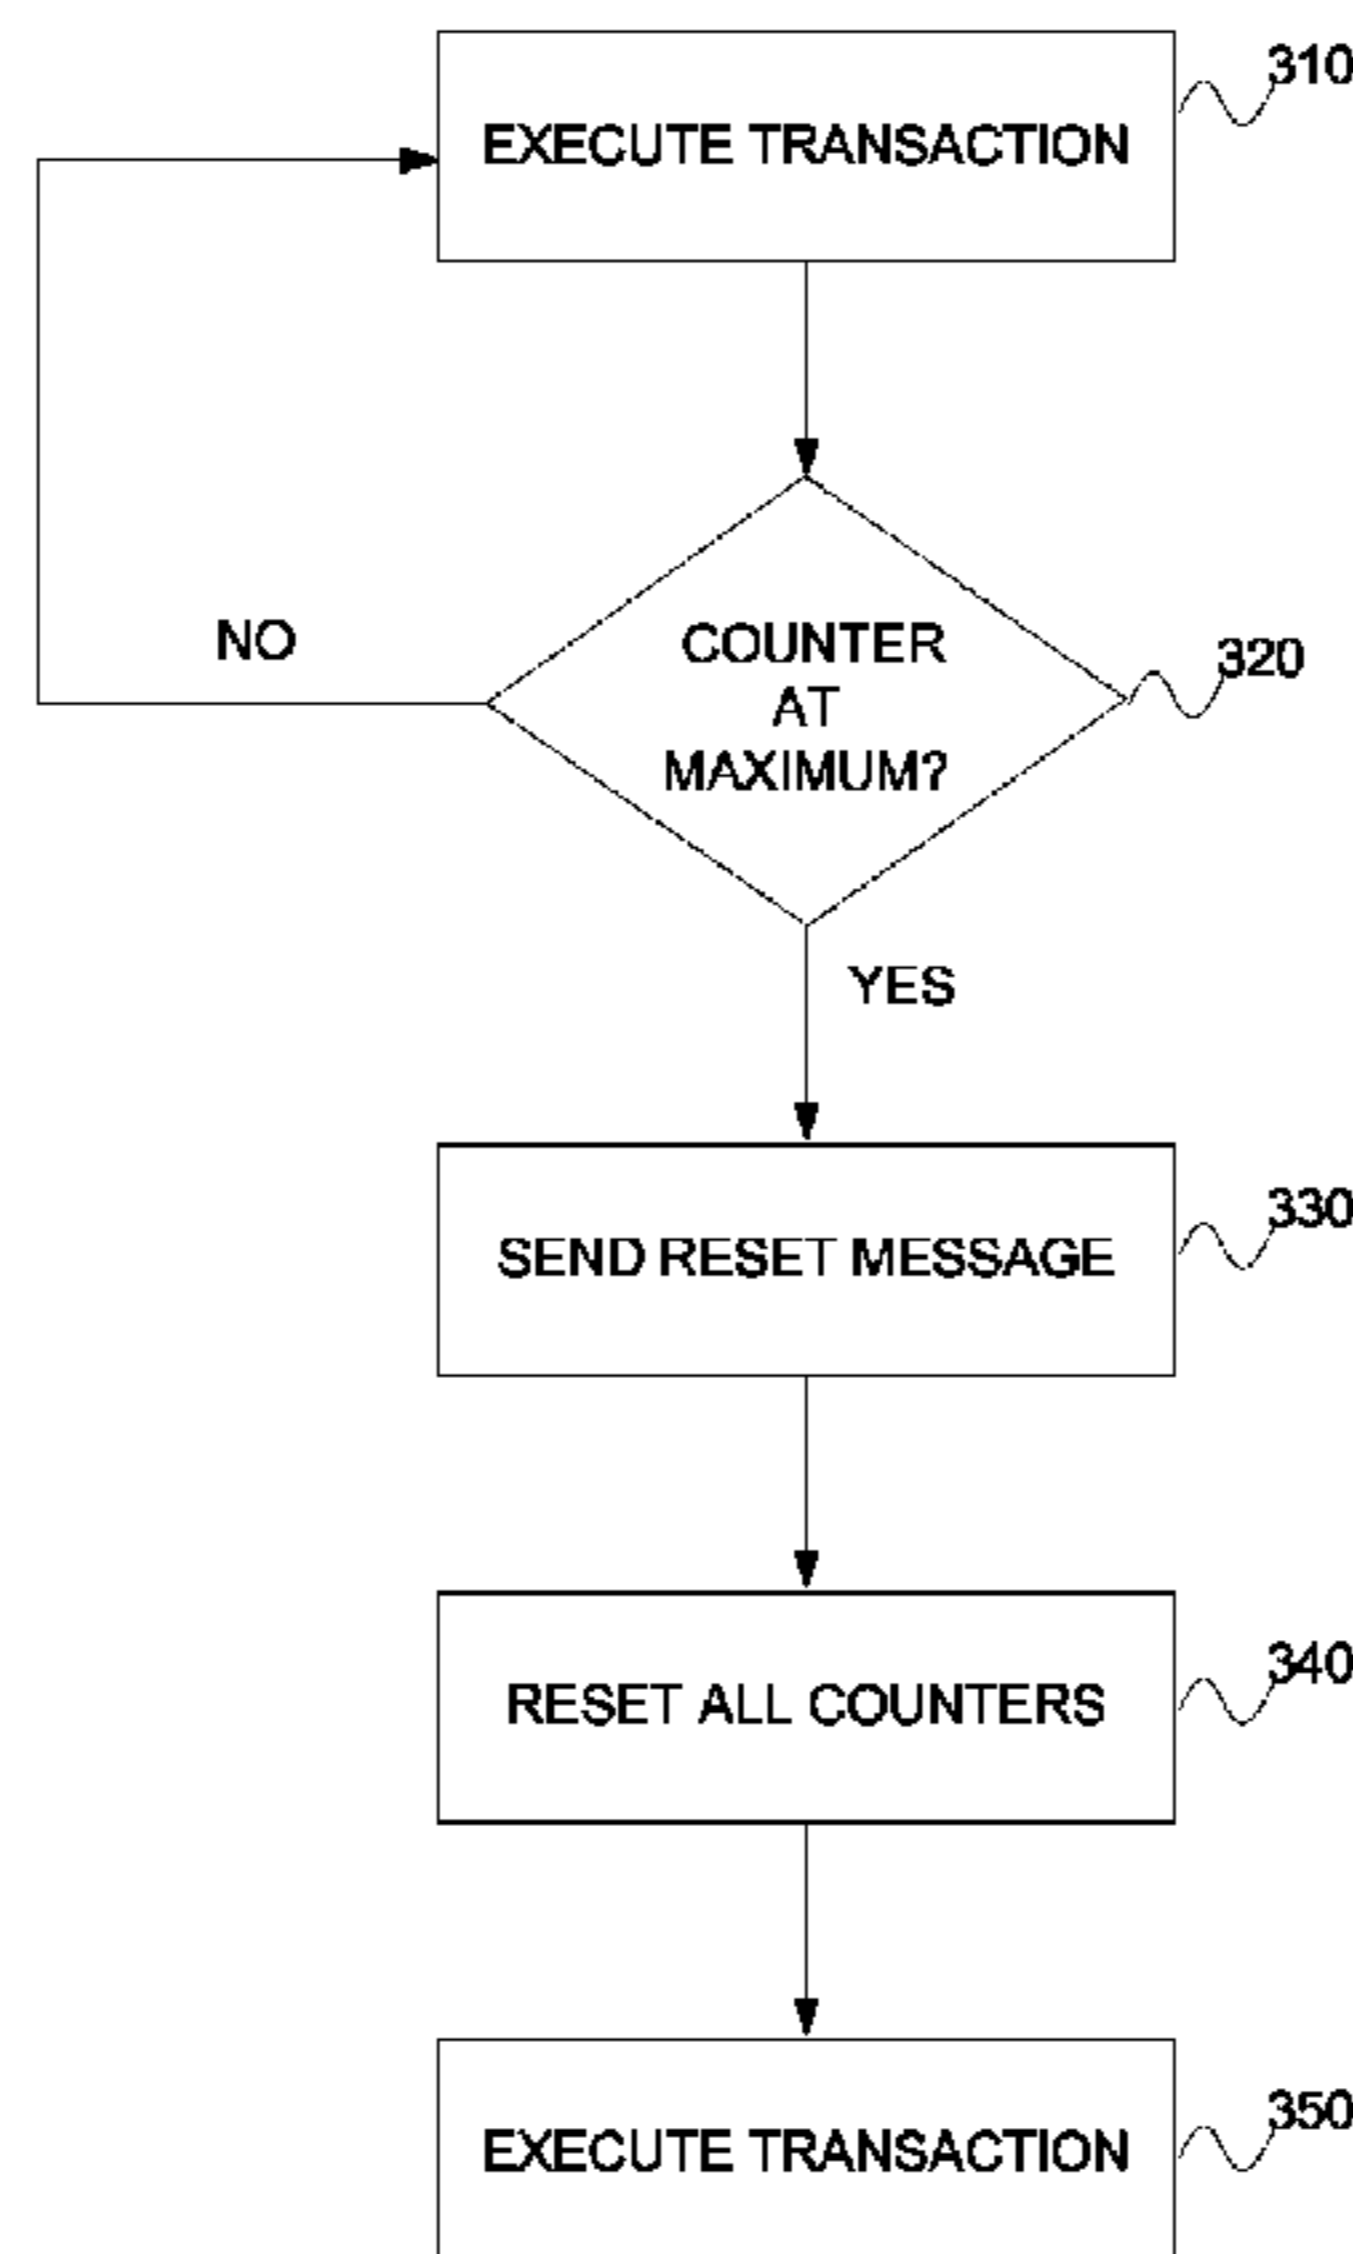 310
EXECUTE TRANSACTION
NO
COUNTER
AT
MAXIMUM?
320
YES
330
SEND RESET MESSAGE
340
RESET ALL COUNTERS
350
EXECUTE TRANSACTION